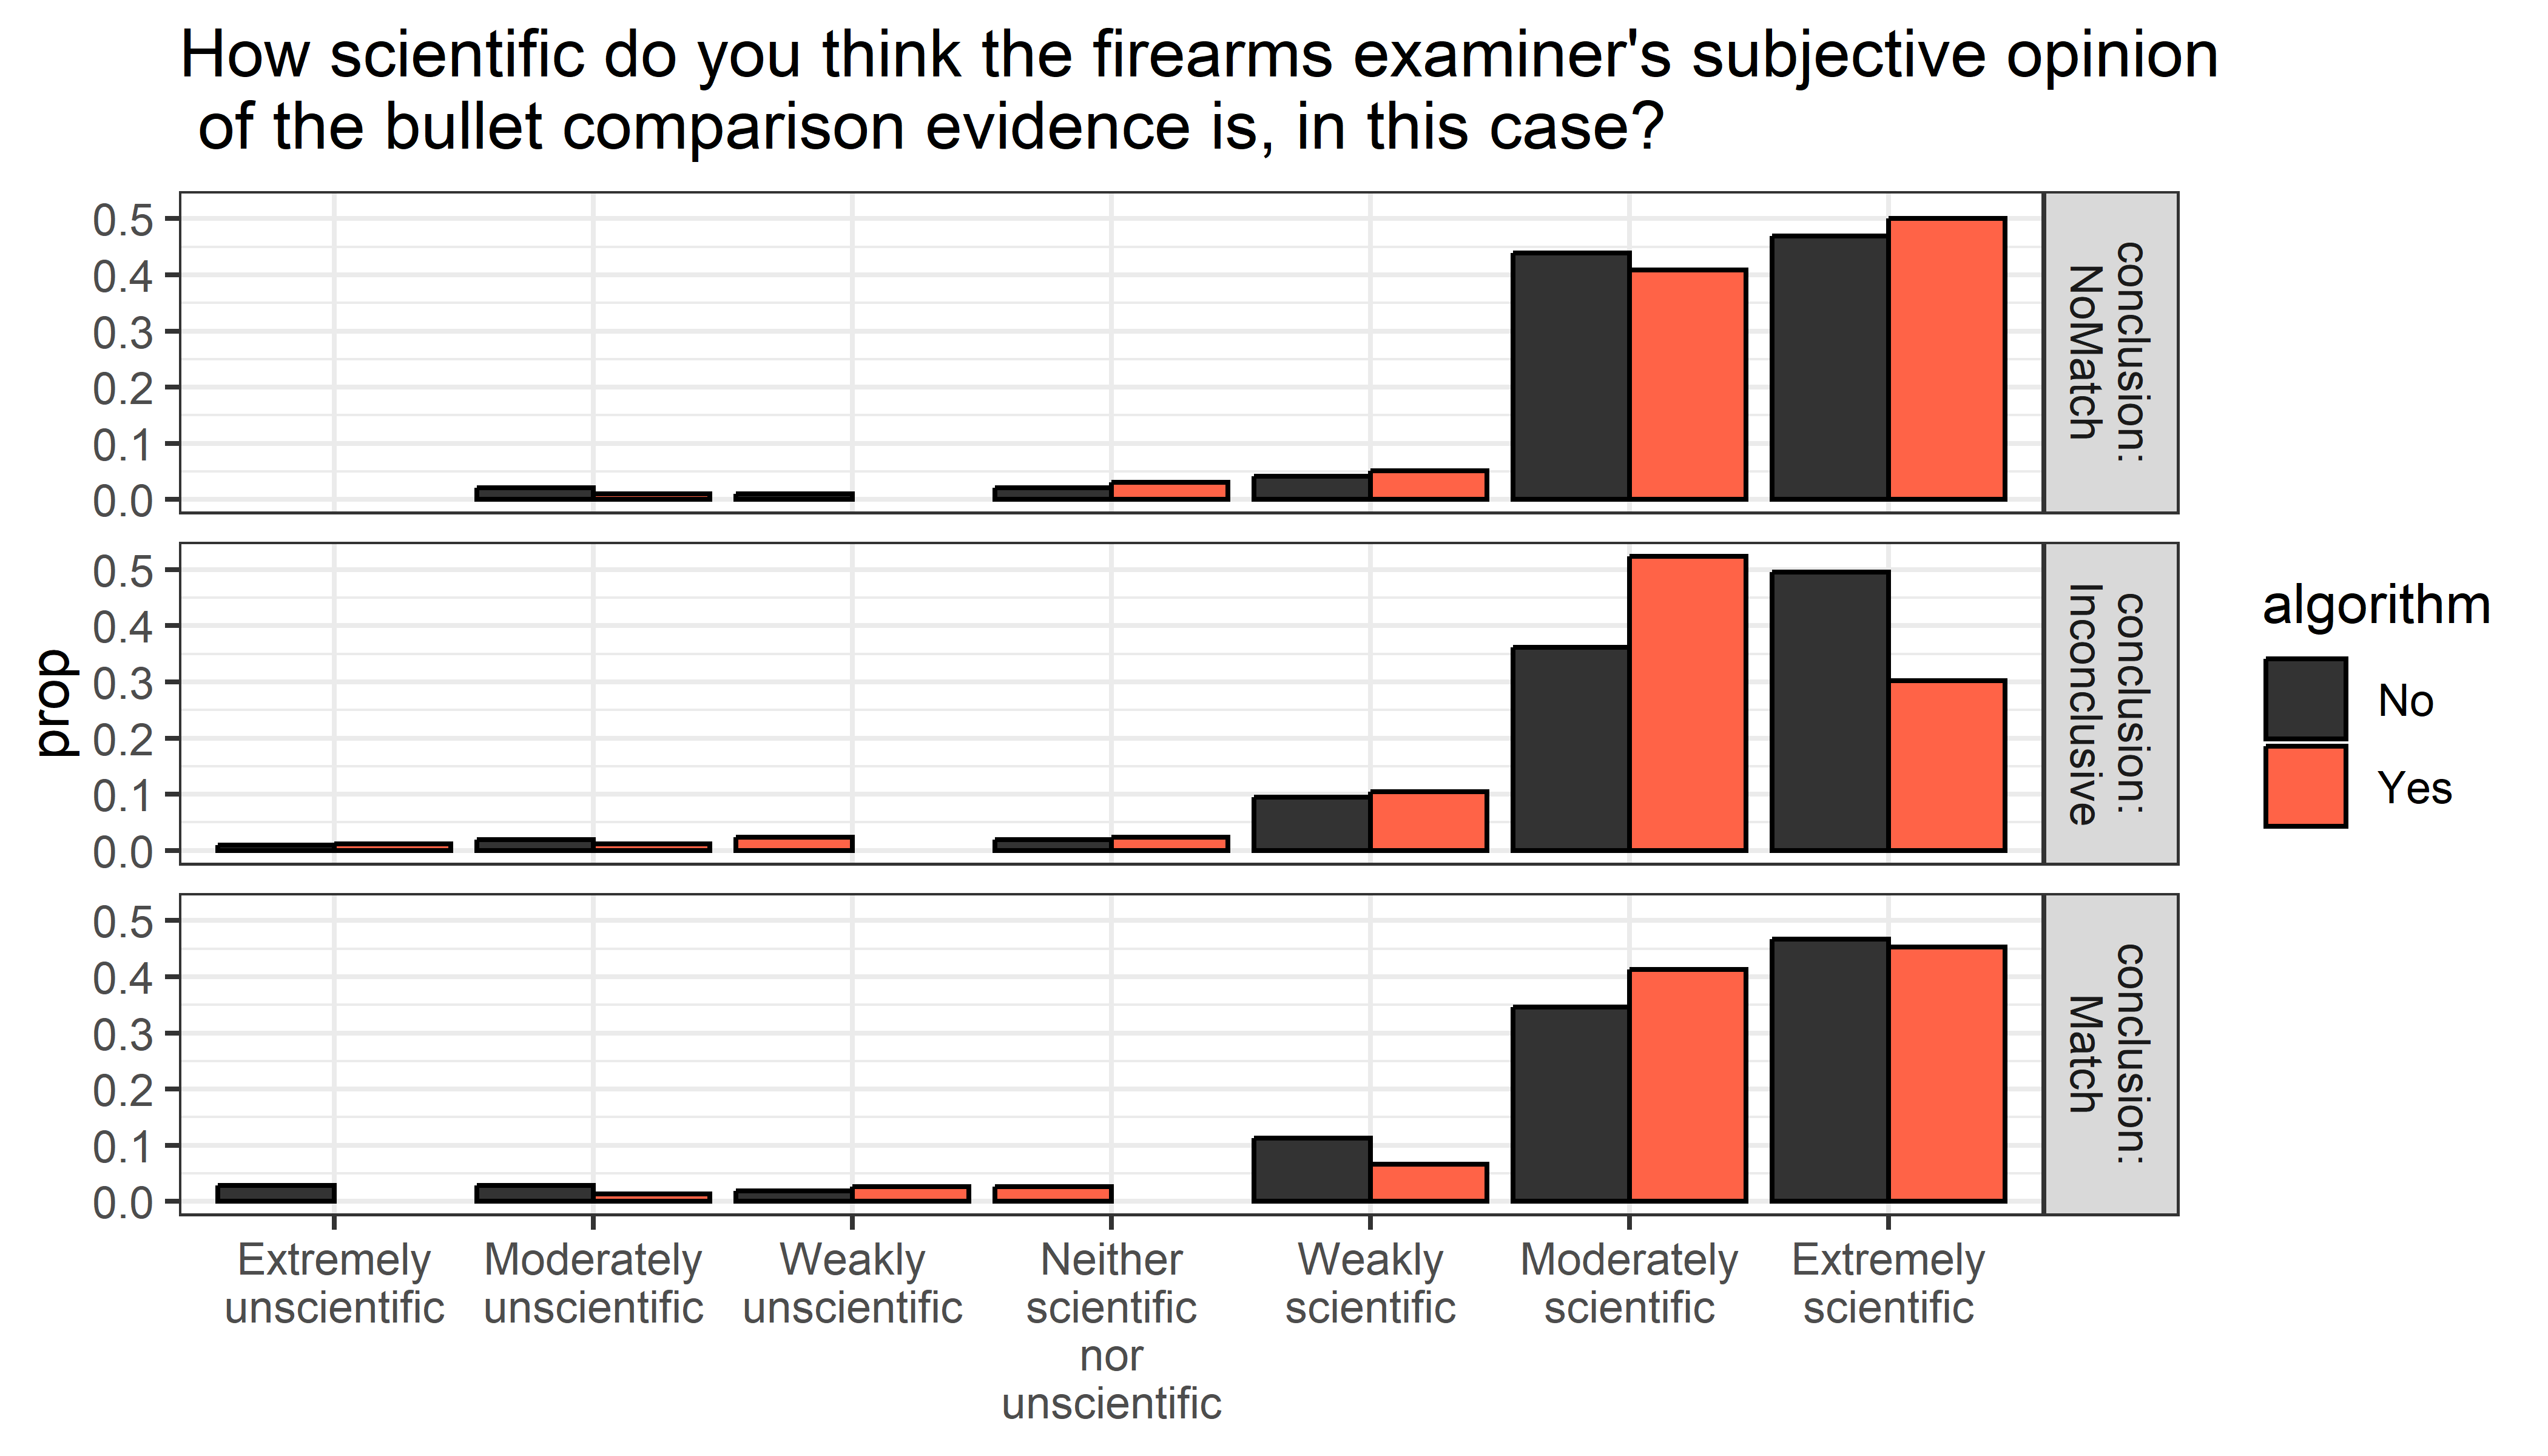 How scientific do you think the firearms examiner's subjective opinion
of the bullet comparison evidence is, in this case?
0.5
0.4
0.3
0.2
0.1
0.0
conclusion:
NoMatch
prop
0.5
0.4
0.3
0.2
0.1
0.0
conclusion:
Inconclusive
0.5
0.4
0.3
0.2
0.1
0.0
conclusion:
Match
Extremely
unscientific
Moderately
unscientific
Weakly
unscientific
Neither
scientific
nor
unscientific
Weakly
scientific
Moderately
scientific
Extremely
scientific
algorithm
No
Yes